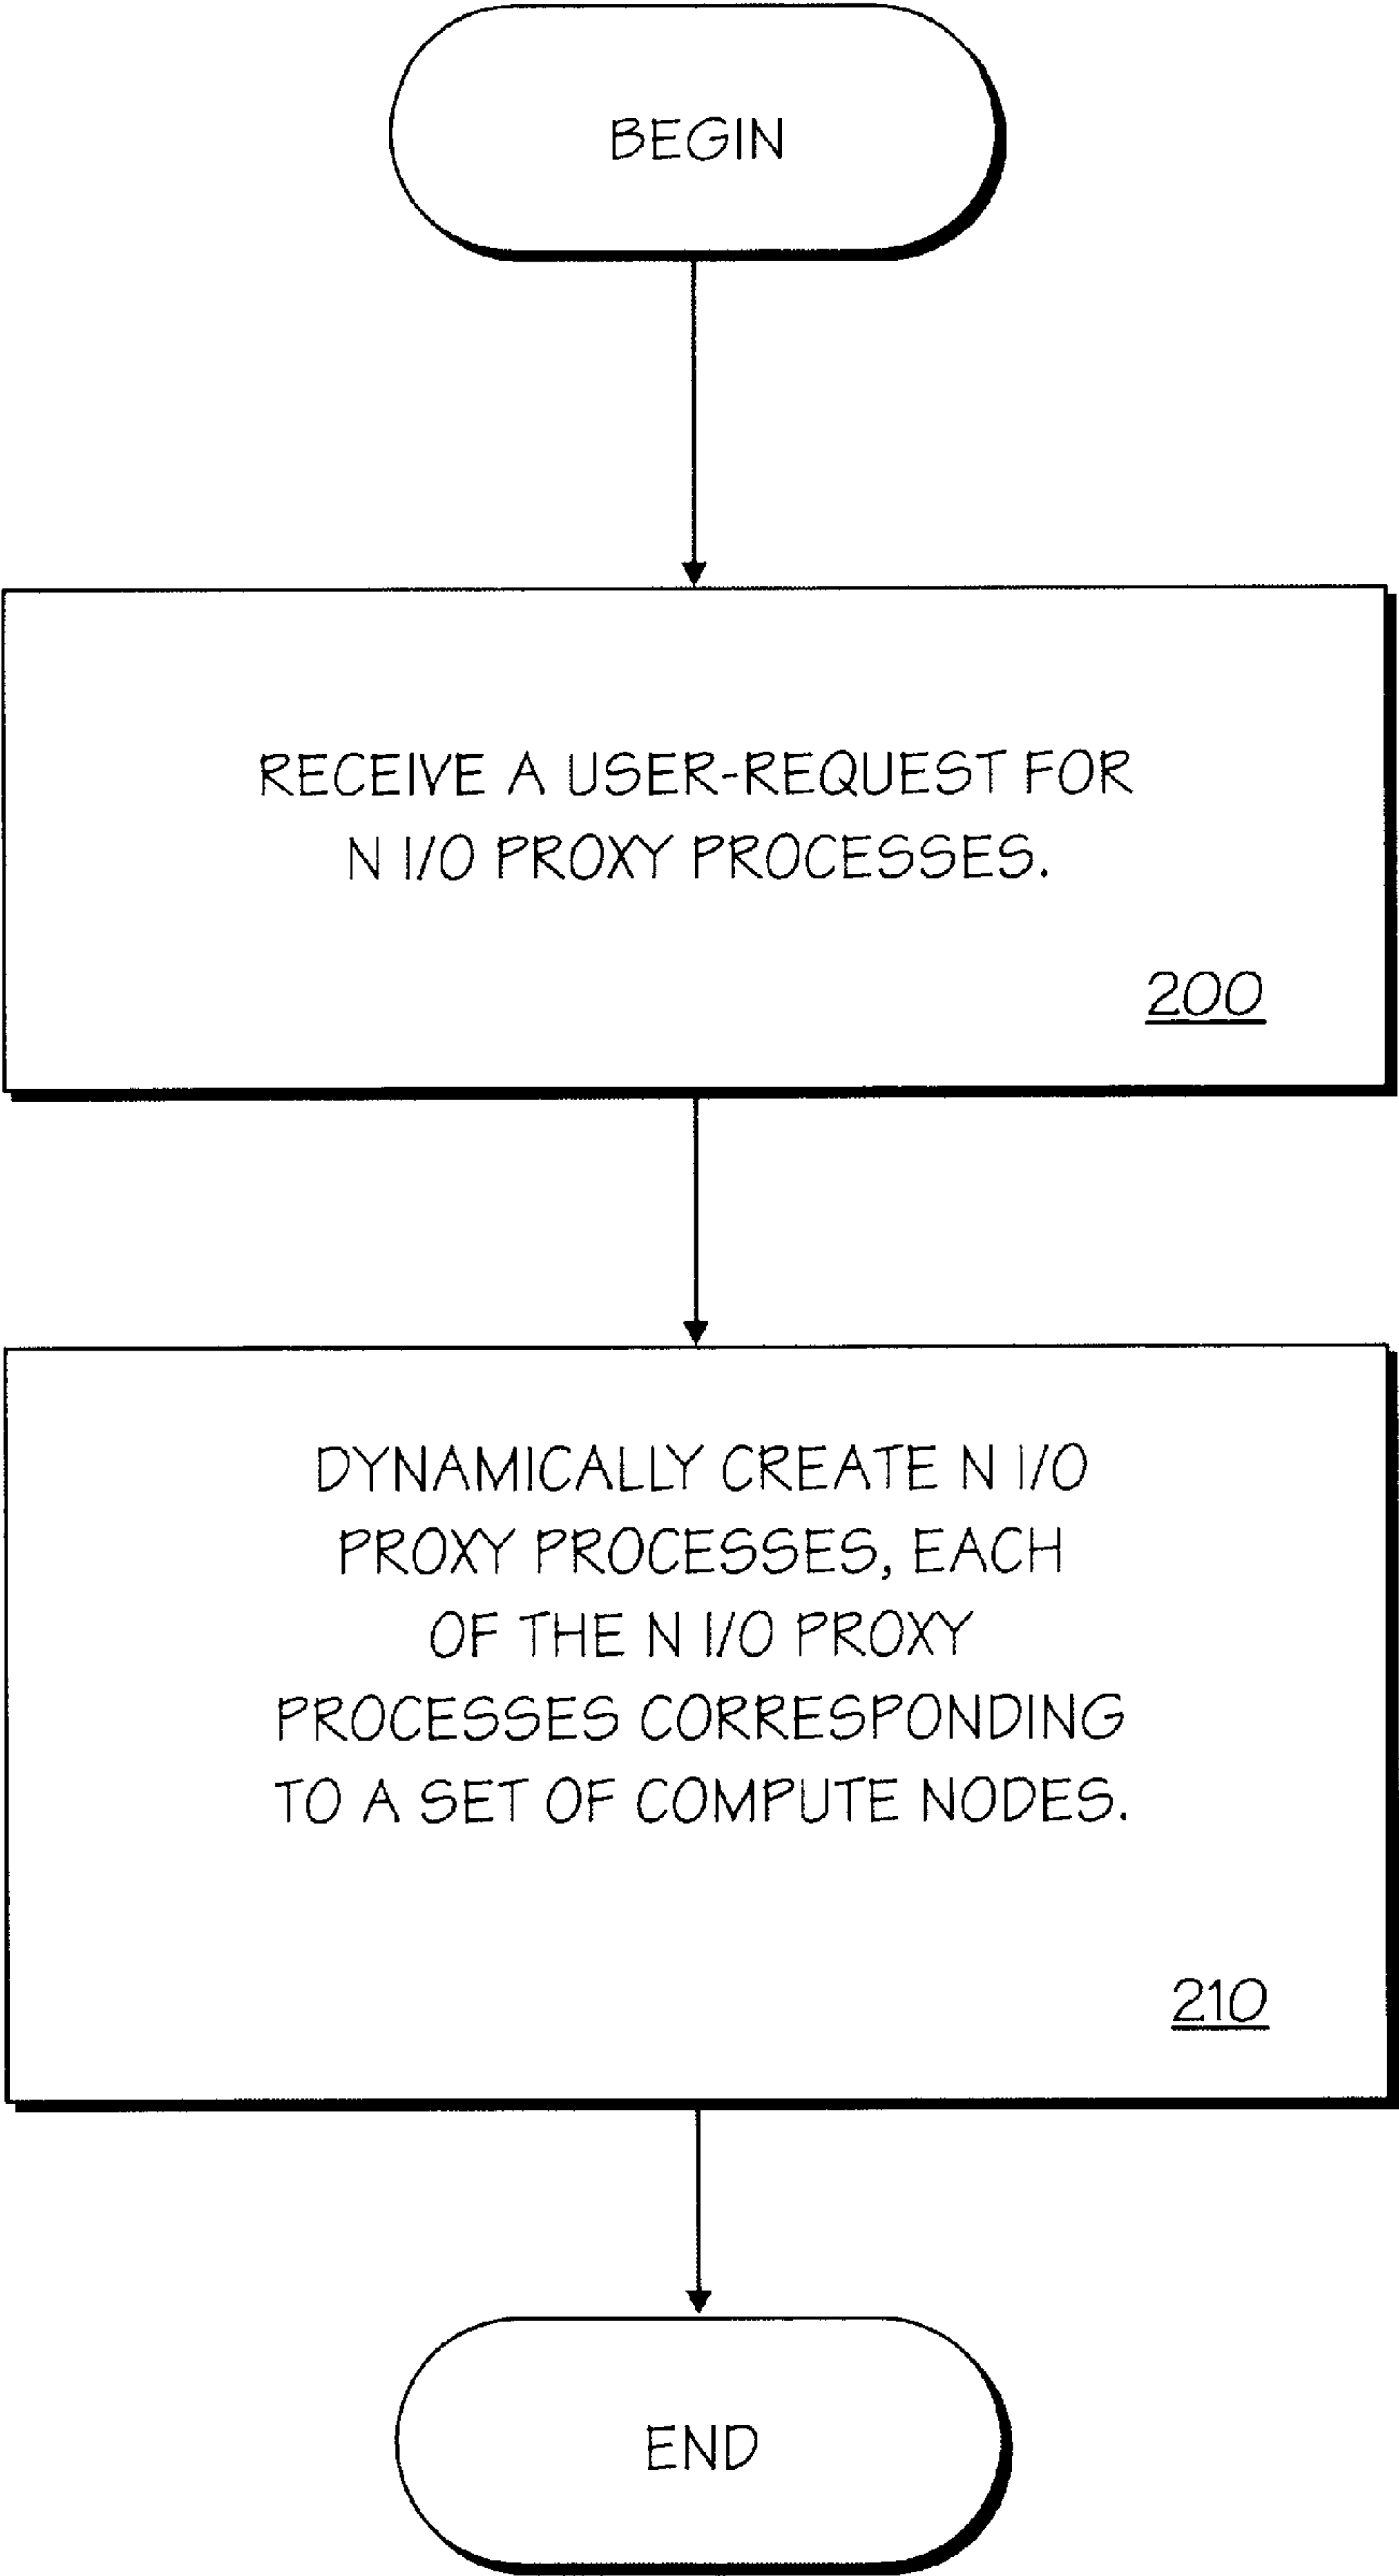 BEGIN
RECEIVE A USER-REQUEST FOR
N I/O PROXY PROCESSES.
200
DYNAMICALLY CREATE N I/O
PROXY PROCESSES, EACH
OF THE N I/O PROXY
PROCESSES CORRESPONDING
TO A SET OF COMPUTE NODES.
210
END